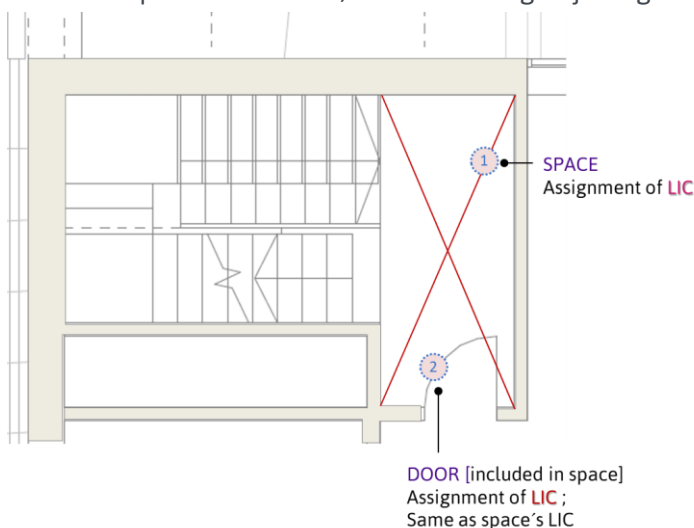 1
SPACE
Assignment of LIC
2
DOOR [included in space]
Assignment of LIC ;
Same as space´s LIC